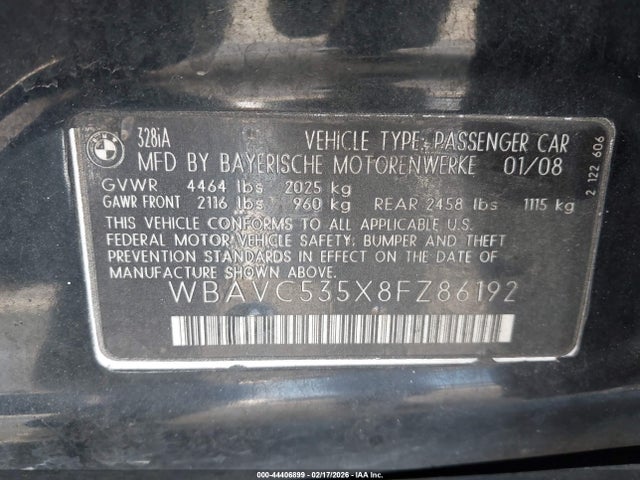 BMW
328iA
VEHICLE TYPE: PASSENGER CAR
MFD BY BAYERISCHE MOTORENWERKE 01/08
GVWR 4464 lbs 2025 kg
GAWR FRONT 2116 lbs 960 kg REAR 2458 lbs 1115 kg
THIS VEHICLE CONFORMS TO ALL APPLICABLE U.S.
FEDERAL MOTOR VEHICLE SAFETY, BUMPER AND THEFT
PREVENTION STANDARDS IN EFFECT ON THE DATE OF
MANUFACTURING SHOWN ABOVE.
WBAVC535X8FZ86192
2 122 606
000-44406899 - 02/17/2026 - IAA Inc.